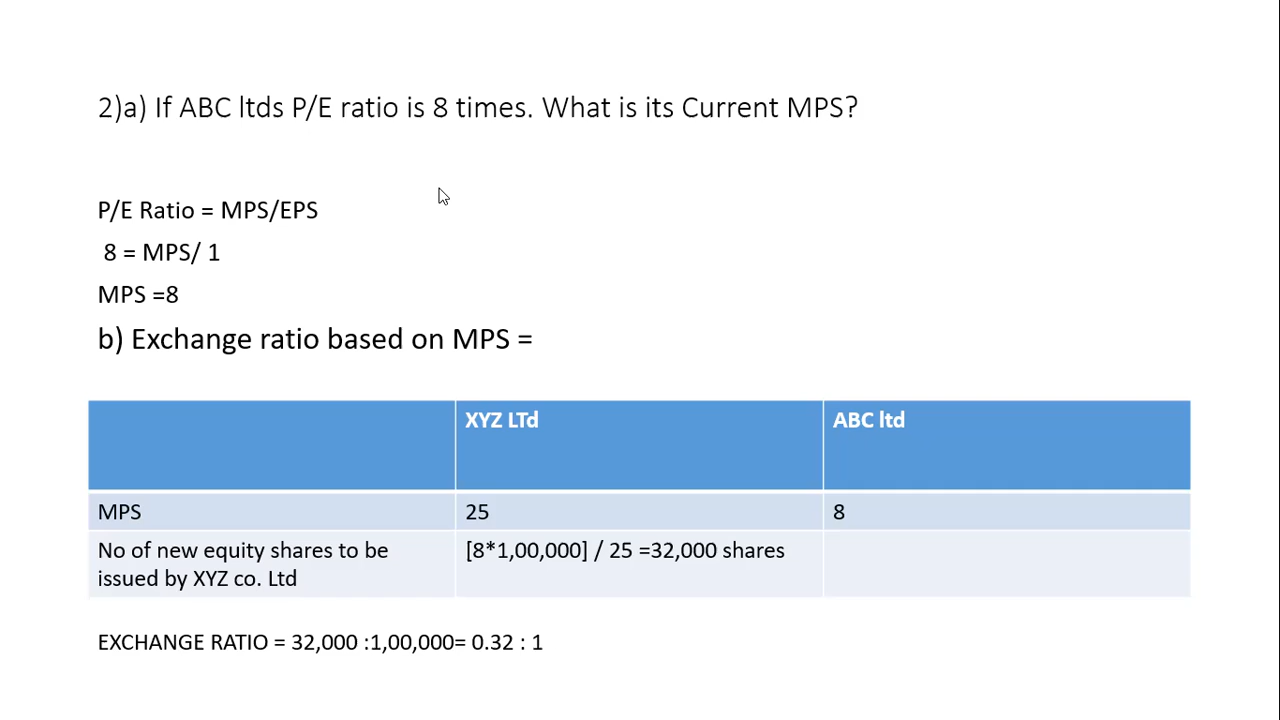 2)a) If ABC ltds P/E ratio is 8 times. What is its Current MPS?
P/E Ratio = MPS/EPS
8 = MPS/ 1
MPS =8
b) Exchange ratio based on MPS =
XYZ LTd ABC ltd
MPS 25 8
No of new equity shares to be [8*1,00,000] / 25 =32,000 shares
issued by XYZ co. Ltd
EXCHANGE RATIO = 32,000 :1,00,000= 0.32 : 1